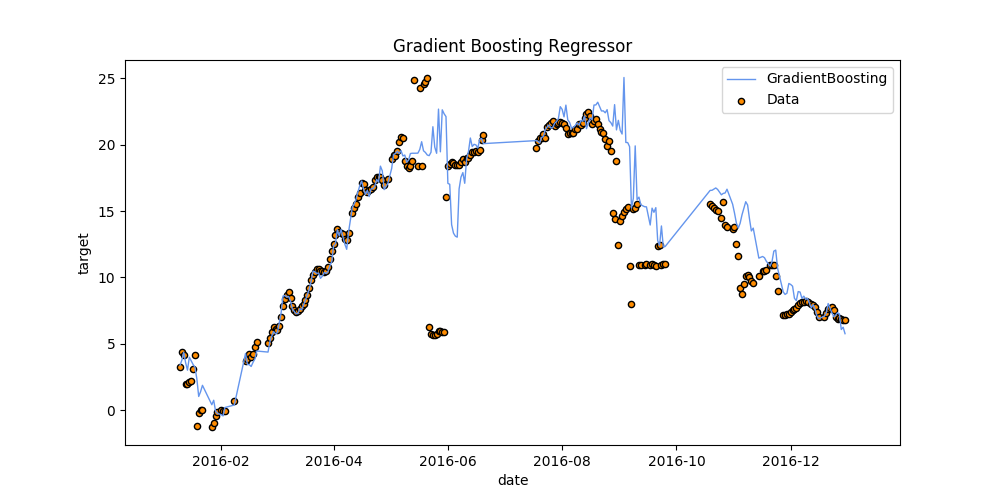 Gradient Boosting Regressor
GradientBoosting
Data
target
25
20
15
10
5
0
2016-02
2016-04
2016-06
2016-08
2016-10
2016-12
date